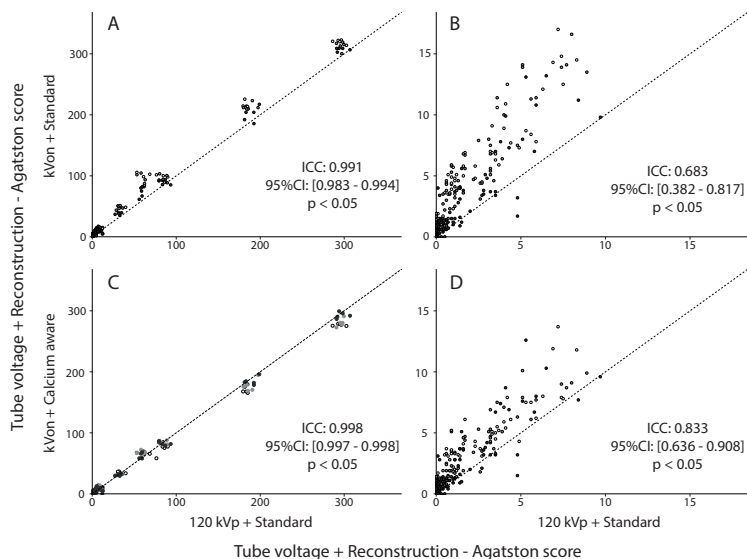 Tube voltage + Reconstruction - Agatston score
kVon + Standard
A
300
200
100
0
0
100
200
300
ICC: 0.991
95%CI: [0.983 - 0.994]
p < 0.05
B
15
10
5
0
0
5
10
15
ICC: 0.683
95%CI: [0.382 - 0.817]
p < 0.05
kVon + Calcium aware
C
300
200
100
0
0
100
200
300
ICC: 0.998
95%CI: [0.997 - 0.998]
p < 0.05
120 kVp + Standard
D
15
10
5
0
0
5
10
15
ICC: 0.833
95%CI: [0.636 - 0.908]
p < 0.05
120 kVp + Standard
Tube voltage + Reconstruction - Agatston score